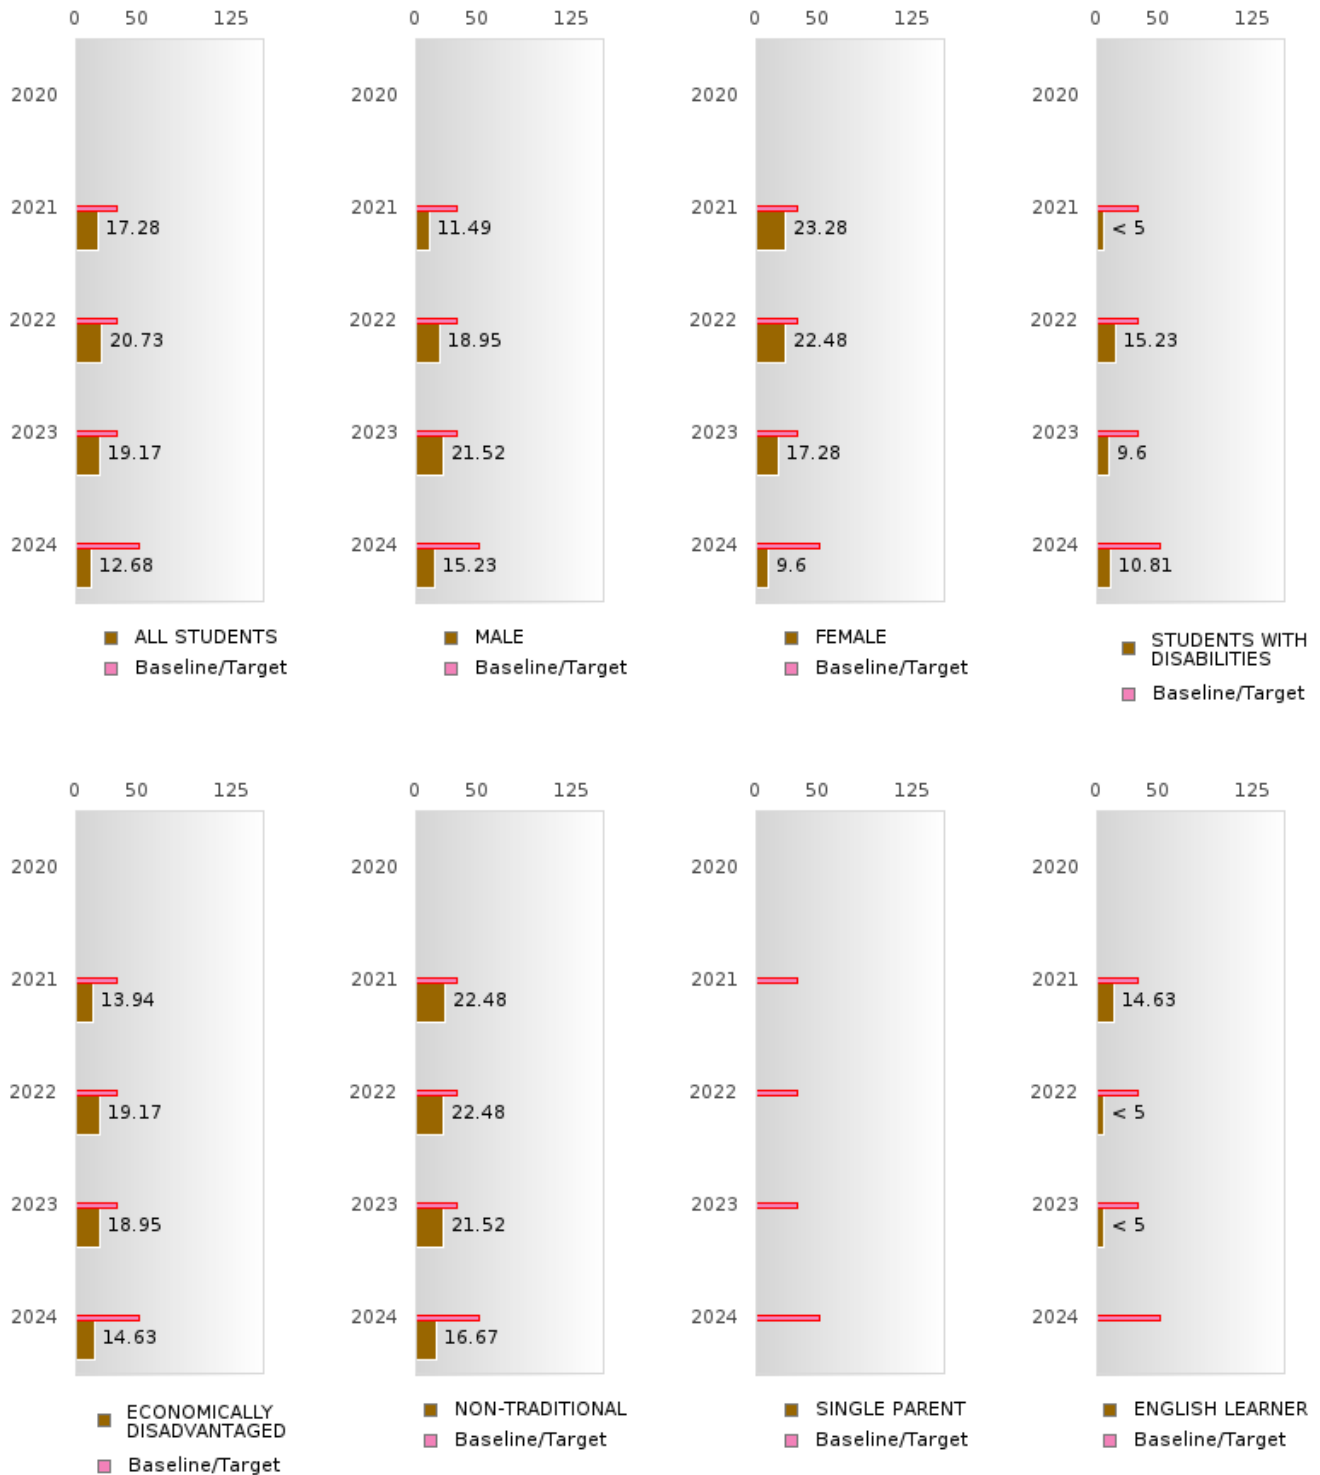 0 50 125
2020
2021 17.28
2022 20.73
2023 19.17
2024 12.68
ALL STUDENTS
Baseline/Target
0 50 125
2020
2021 11.49
2022 18.95
2023 21.52
2024 15.23
MALE
Baseline/Target
0 50 125
2020
2021 23.28
2022 22.48
2023 17.28
2024 9.6
FEMALE
Baseline/Target
0 50 125
2020
2021 < 5
2022 15.23
2023 9.6
2024 10.81
STUDENTS WITH
DISABILITIES
Baseline/Target
0 50 125
2020
2021 13.94
2022 19.17
2023 18.95
2024 14.63
ECONOMICALLY
DISADVANTAGED
Baseline/Target
0 50 125
2020
2021 22.48
2022 22.48
2023 21.52
2024 16.67
NON-TRADITIONAL
Baseline/Target
0 50 125
2020
2021
2022
2023
2024
SINGLE PARENT
Baseline/Target
0 50 125
2020
2021 14.63
2022 < 5
2023 < 5
2024
ENGLISH LEARNER
Baseline/Target